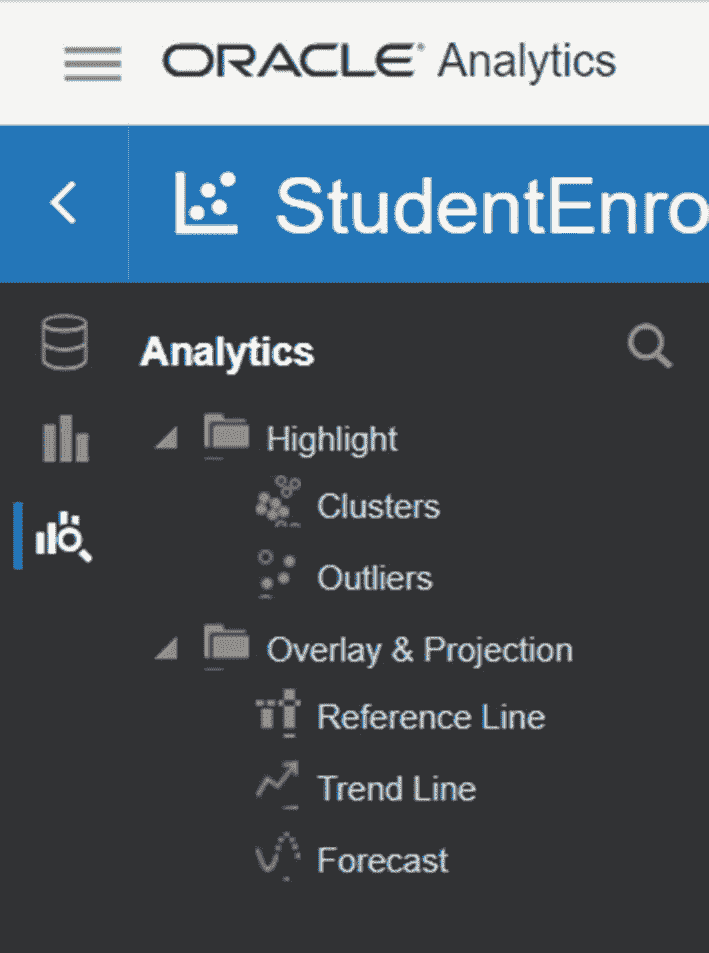 ORACLE® Analytics
StudentEnro
Analytics
Highlight
Clusters
Outliers
Overlay & Projection
Reference Line
Trend Line
Forecast